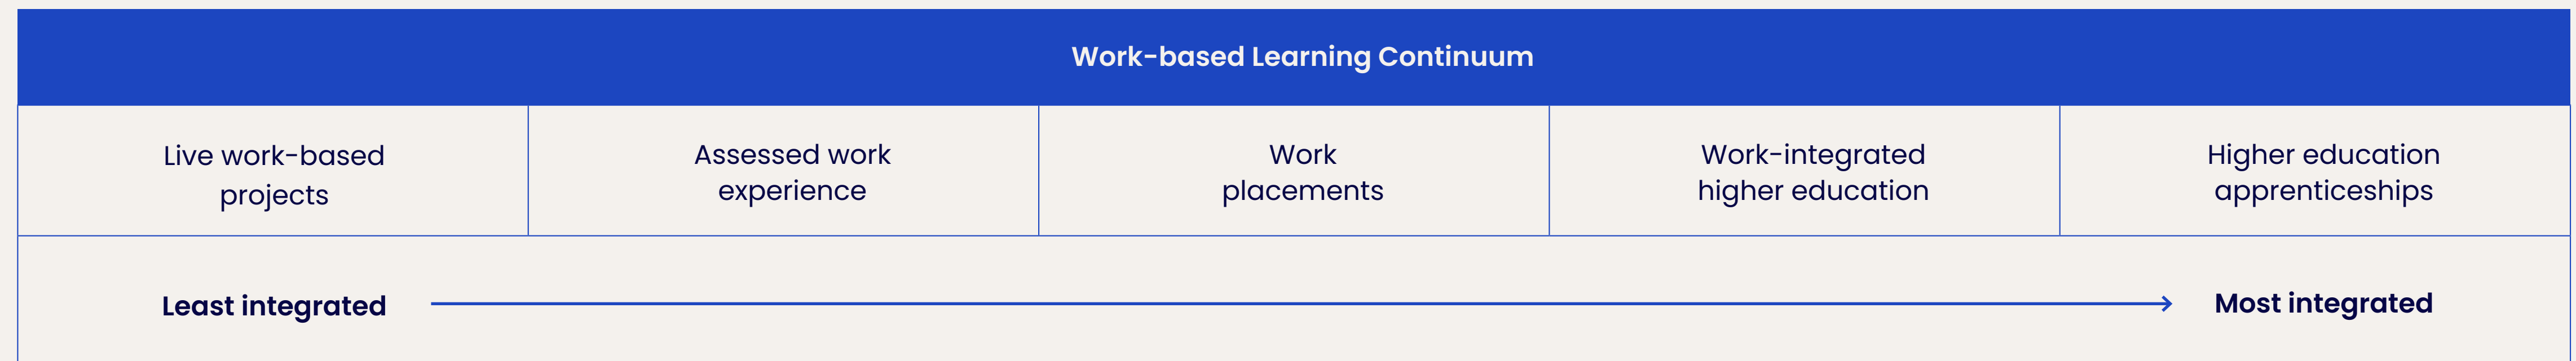 Work-based Learning Continuum
Live work-based
projects
Assessed work
experience
Work
placements
Work-integrated
higher education
Higher education
apprenticeships
Least integrated
Most integrated